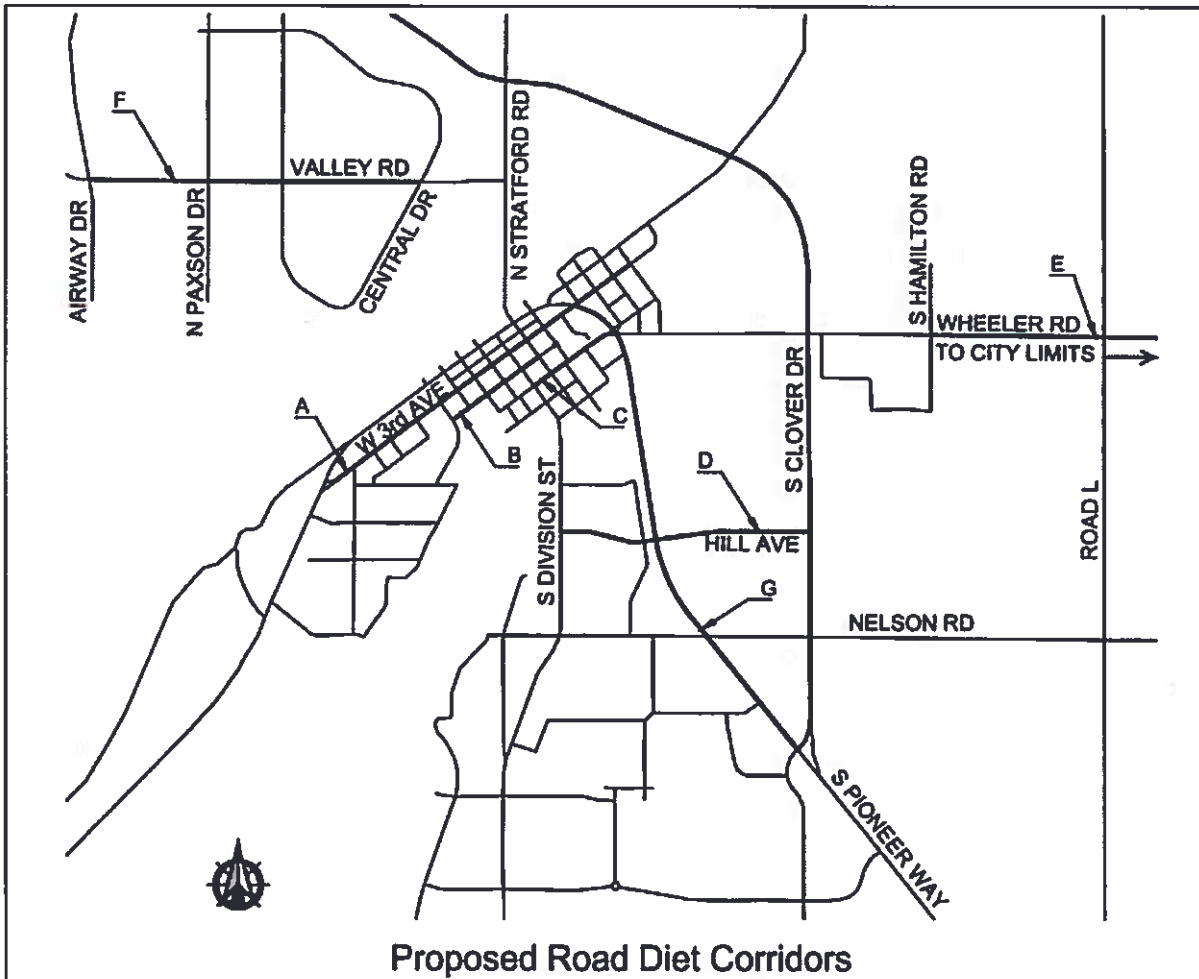 F
VALLEY RD
N STRATFORD RD
AIRWAY DR
N PAXSON DR
CENTRAL DR
S HAMILTON RD
E
WHEELER RD
TO CITY LIMITS
A
W 3rd AVE
B
C
S CLOVER DR
D
HILL AVE
S DIVISION ST
ROAD L
G
NELSON RD
S PIONEER WAY
Proposed Road Diet Corridors